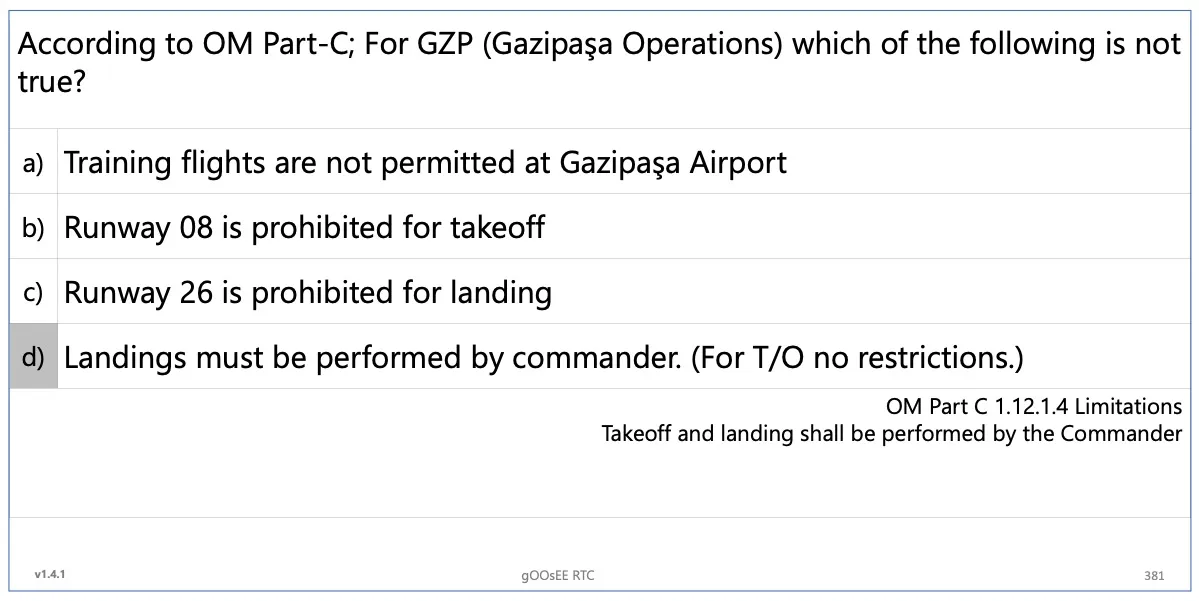 According to OM Part-C; For GZP (Gazipaşa Operations) which of the following is not
true?
a) Training flights are not permitted at Gazipaşa Airport
b) Runway 08 is prohibited for takeoff
c) Runway 26 is prohibited for landing
d) Landings must be performed by commander. (For T/O no restrictions.)
OM Part C 1.12.1.4 Limitations
Takeoff and landing shall be performed by the Commander
v1.4.1 gOOsEE RTC 381